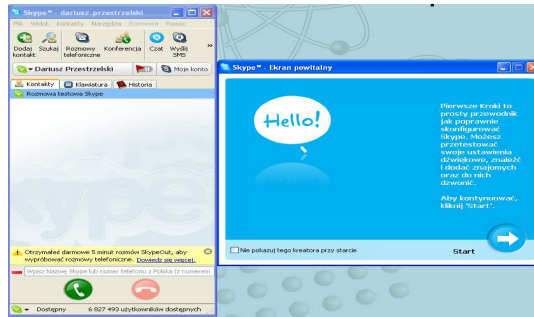 Skype™ - dariusz.przestrzelski
Plik Widok Kontakty Narzędzia Rozmowa Pomoc
Dodaj kontakt
Szukaj
Rozmowy telefoniczne
Konferencja
Czat
Wyślij SMS
»
Dariusz Przestrzelski
Moje konto
Kontakty
Klawiatura
Historia
Rozmowa testowa Skype
Otrzymałeś darmowe 5 minut rozmów SkypeOut, aby
wypróbować rozmowy telefoniczne. Dowiedz się więcej.
Wpisz Nazwę Skype lub numer telefonu z Polska (z numerem
Dostępny
6 827 493 użytkowników dostępnych
Skype™ - Ekran powitalny
Hello!
Pierwsze Kroki to
prosty przewodnik
jak poprawnie
skonfigurować
Skype. Możesz
przetestować
swoje ustawienia
dźwiękowe, znaleźć
i dodać znajomych
oraz do nich
dzwonić.
Aby kontynuować,
kliknij 'Start'.
Nie pokazuj tego kreatora przy starcie
Start